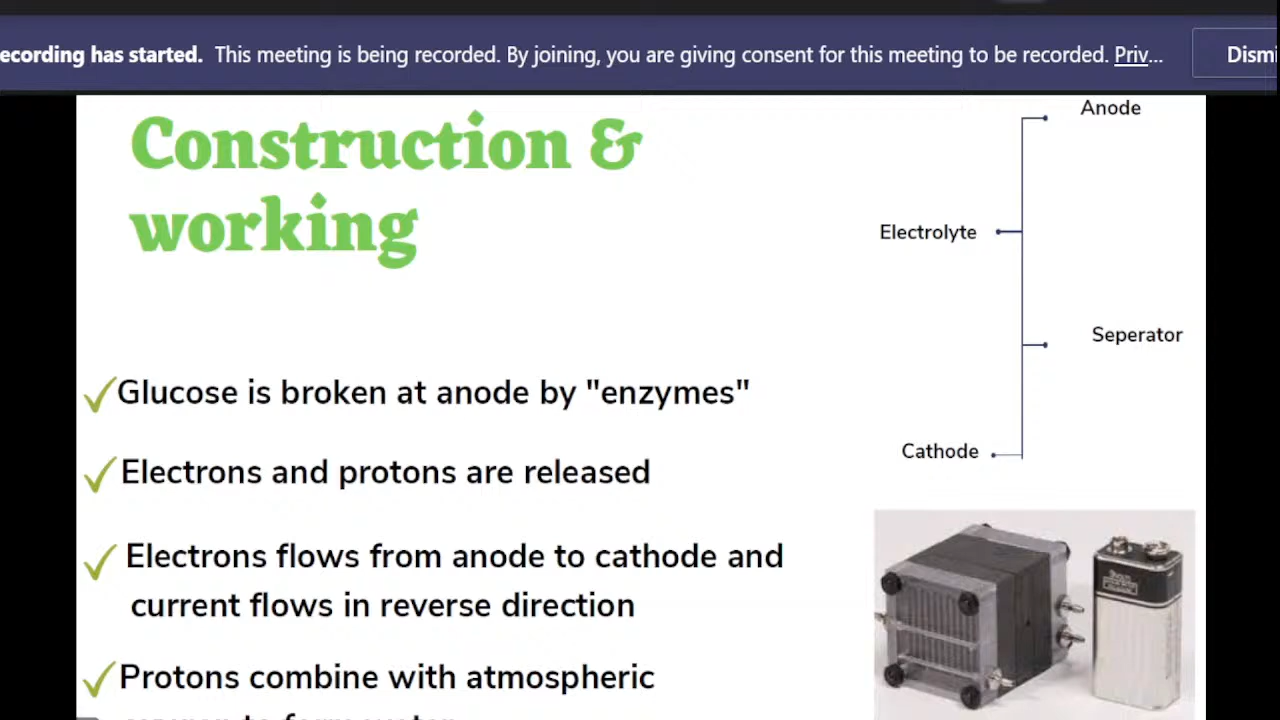 ecording has started. This meeting is being recorded. By joining, you are giving consent for this meeting to be recorded. Priv... Dismi
Construction &
working
Anode
Electrolyte
Seperator
Cathode
Glucose is broken at anode by "enzymes"
Electrons and protons are released
Electrons flows from anode to cathode and
current flows in reverse direction
Protons combine with atmospheric